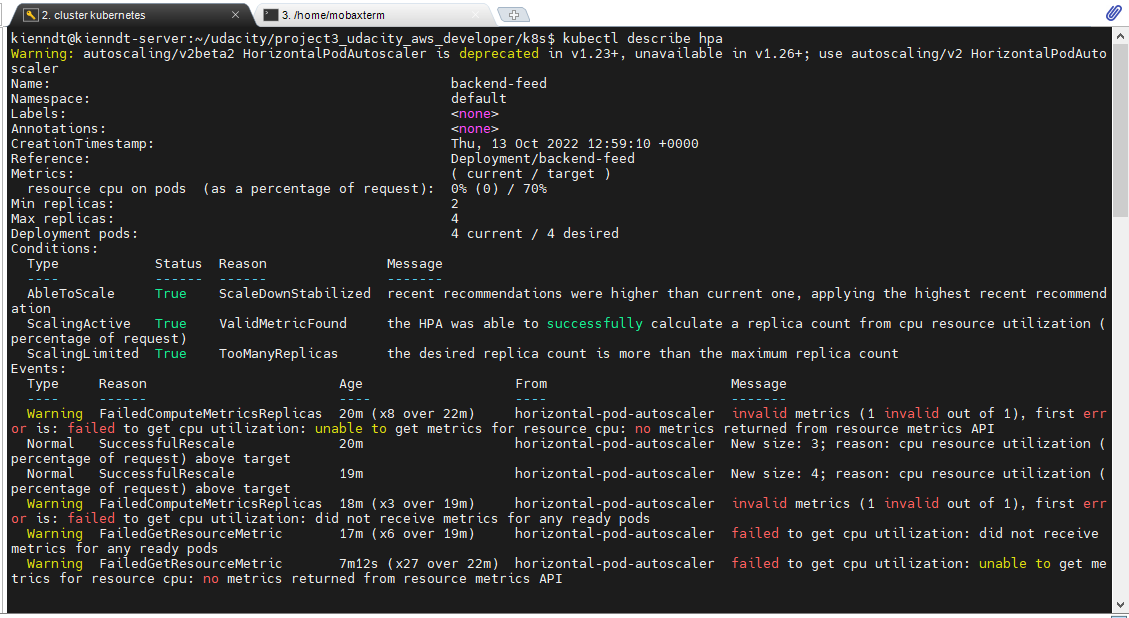 2. cluster kubernetes
3. /home/mobaxterm
kienndt@kienndt-server:~/udacity/project3_udacity_aws_developer/k8s$ kubectl describe hpa
Warning: autoscaling/v2beta2 HorizontalPodAutoscaler is deprecated in v1.23+, unavailable in v1.26+; use autoscaling/v2 HorizontalPodAuto
scaler
Name: backend-feed
Namespace: default
Labels: <none>
Annotations: <none>
CreationTimestamp: Thu, 13 Oct 2022 12:59:10 +0000
Reference: Deployment/backend-feed
Metrics: ( current / target )
resource cpu on pods (as a percentage of request): 0% (0) / 70%
Min replicas: 2
Max replicas: 4
Deployment pods: 4 current / 4 desired
Conditions:
Type Status Reason Message
---- ------ ------ -------
AbleToScale True ScaleDownStabilized recent recommendations were higher than current one, applying the highest recent recommend
ation
ScalingActive True ValidMetricFound the HPA was able to successfully calculate a replica count from cpu resource utilization (
percentage of request)
ScalingLimited True TooManyReplicas the desired replica count is more than the maximum replica count
Events:
Type Reason Age From Message
---- ------ ---- ---- -------
Warning FailedComputeMetricsReplicas 20m (x8 over 22m) horizontal-pod-autoscaler invalid metrics (1 invalid out of 1), first err
or is: failed to get cpu utilization: unable to get metrics for resource cpu: no metrics returned from resource metrics API
Normal SuccessfulRescale 20m horizontal-pod-autoscaler New size: 3; reason: cpu resource utilization (
percentage of request) above target
Normal SuccessfulRescale 19m horizontal-pod-autoscaler New size: 4; reason: cpu resource utilization (
percentage of request) above target
Warning FailedComputeMetricsReplicas 18m (x3 over 19m) horizontal-pod-autoscaler invalid metrics (1 invalid out of 1), first err
or is: failed to get cpu utilization: did not receive metrics for any ready pods
Warning FailedGetResourceMetric 17m (x6 over 19m) horizontal-pod-autoscaler failed to get cpu utilization: did not receive
metrics for any ready pods
Warning FailedGetResourceMetric 7m12s (x27 over 22m) horizontal-pod-autoscaler failed to get cpu utilization: unable to get me
trics for resource cpu: no metrics returned from resource metrics API